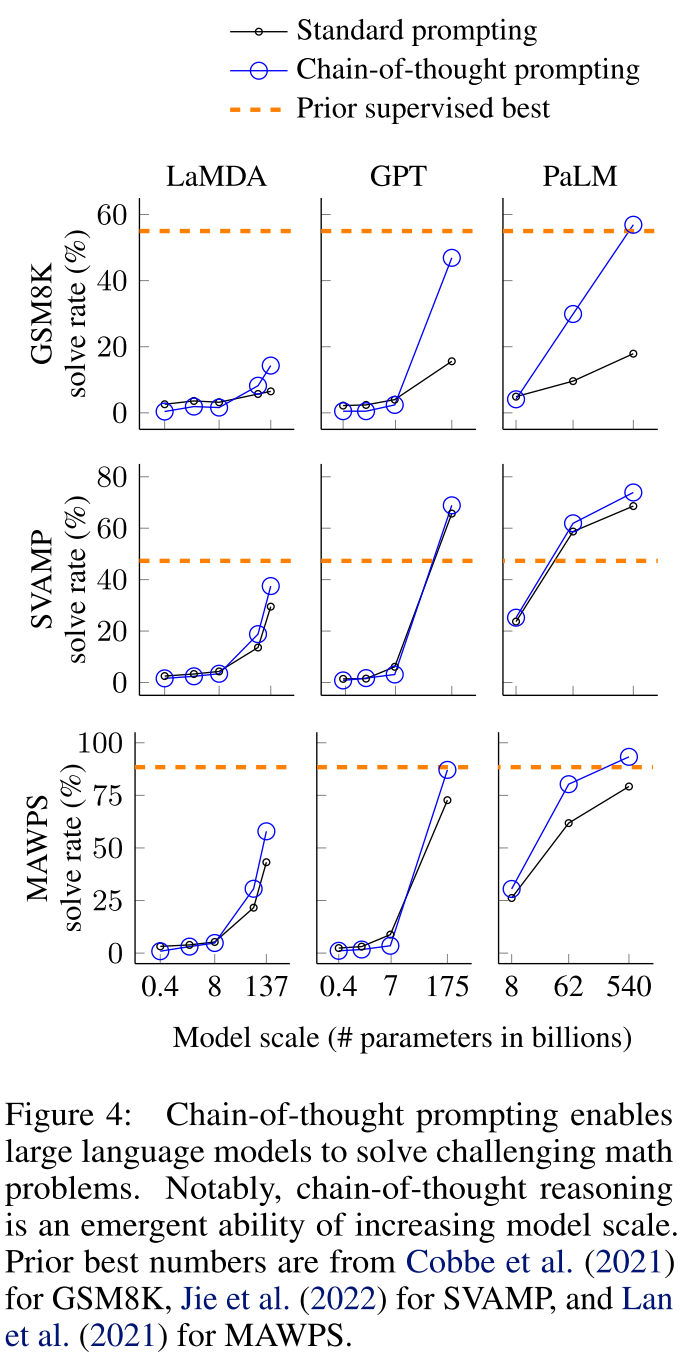 Standard prompting
Chain-of-thought prompting
Prior supervised best
LaMDA GPT PaLM
GSM8K
solve rate (%)
60
40
20
0
SVAMP
solve rate (%)
80
60
40
20
0
MAWPS
solve rate (%)
100
75
50
25
0
0.4 8 137 0.4 7 175 8 62 540
Model scale (# parameters in billions)
Figure 4: Chain-of-thought prompting enables
large language models to solve challenging math
problems. Notably, chain-of-thought reasoning
is an emergent ability of increasing model scale.
Prior best numbers are from Cobbe et al. (2021)
for GSM8K, Jie et al. (2022) for SVAMP, and Lan
et al. (2021) for MAWPS.